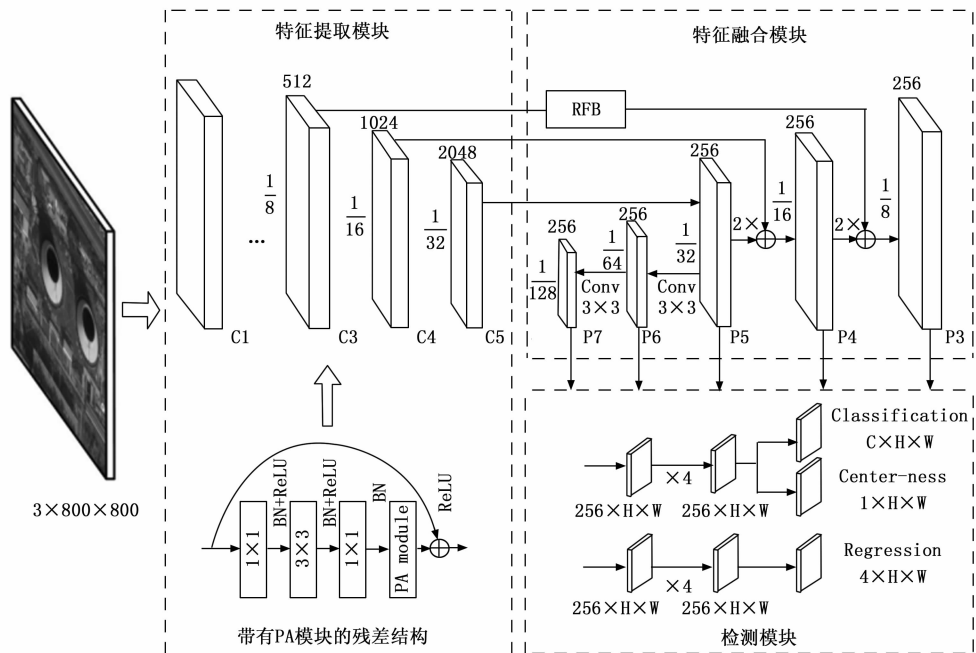 特征提取模块
特征融合模块
512
1024
2048
RFB
256
256
256
256
256
1/8
...
1/16
1/32
1/128
1/64
1/32
1/16
1/8
2×
2×
Conv
3×3
Conv
3×3
C1
C3
C4
C5
P7
P6
P5
P4
P3
3×800×800
BN+ReLU
BN+ReLU
BN
ReLU
1×1
3×3
1×1
PA module
带有PA模块的残差结构
Classification
C×H×W
Center-ness
1×H×W
×4
256×H×W
256×H×W
Regression
4×H×W
×4
256×H×W
256×H×W
检测模块